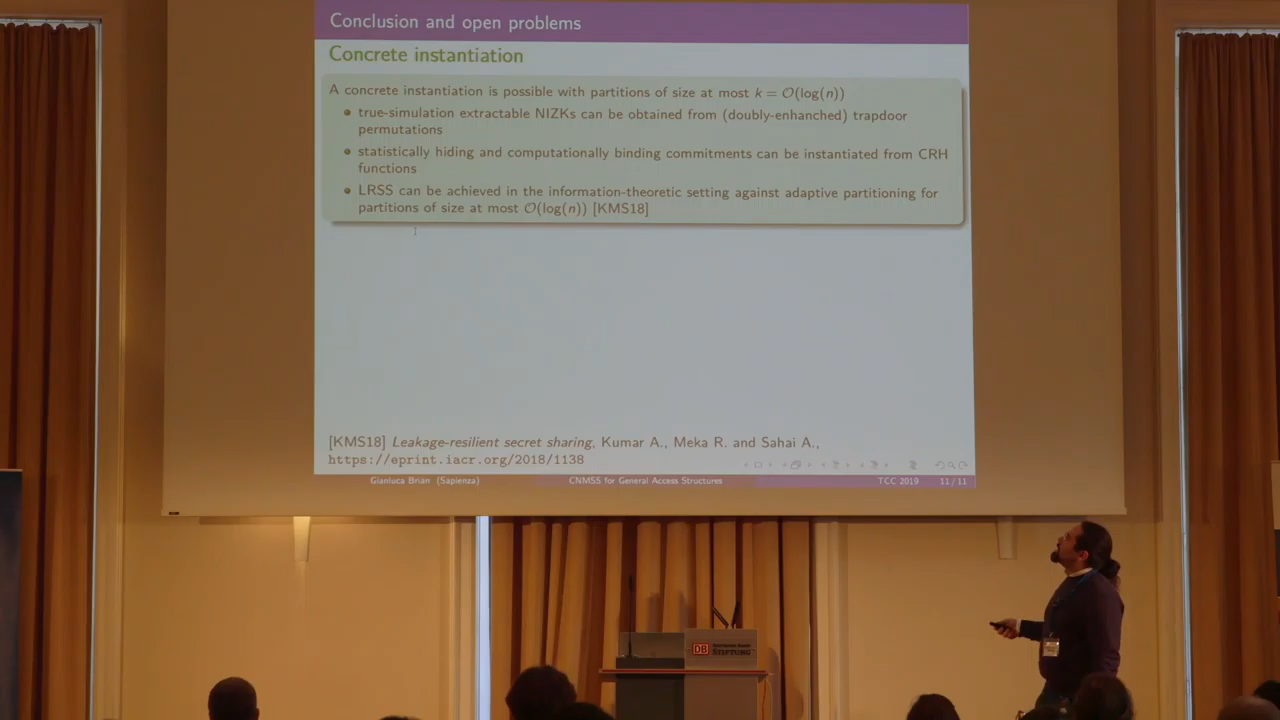 Conclusion and open problems
Concrete instantiation
A concrete instantiation is possible with partitions of size at most k = O(log(n))
• true-simulation extractable NIZKs can be obtained from (doubly-enhanched) trapdoor
permutations
• statistically hiding and computationally binding commitments can be instantiated from CRH
functions
• LRSS can be achieved in the information-theoretic setting against adaptive partitioning for
partitions of size at most O(log(n)) [KMS18]
[KMS18] Leakage-resilient secret sharing, Kumar A., Meka R. and Sahai A.,
https://eprint.iacr.org/2018/1138
Gianluca Brian (Sapienza) CNMSS for General Access Structures TCC 2019 11/11
DB
STIFTUNG